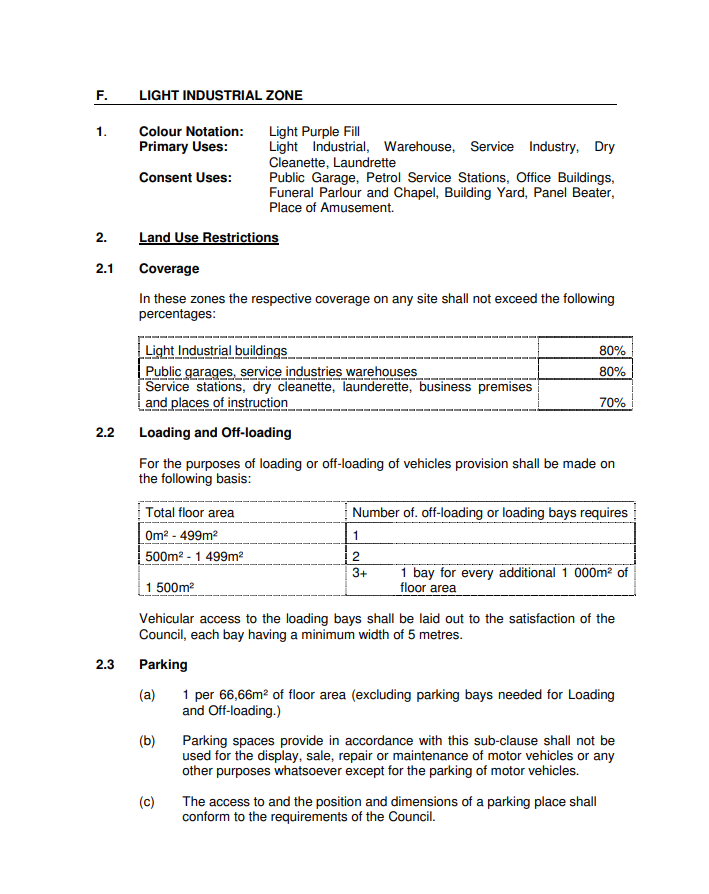 F. LIGHT INDUSTRIAL ZONE
1. Colour Notation: Light Purple Fill
Primary Uses: Light Industrial, Warehouse, Service Industry, Dry
Cleanette, Laundrette
Consent Uses: Public Garage, Petrol Service Stations, Office Buildings,
Funeral Parlour and Chapel, Building Yard, Panel Beater,
Place of Amusement.
2. Land Use Restrictions
2.1 Coverage
In these zones the respective coverage on any site shall not exceed the following
percentages:
Light Industrial buildings 80%
Public garages, service industries warehouses 80%
Service stations, dry cleanette, launderette, business premises
and places of instruction 70%
2.2 Loading and Off-loading
For the purposes of loading or off-loading of vehicles provision shall be made on
the following basis:
Total floor area Number of. off-loading or loading bays requires
0m² - 499m² 1
500m² - 1 499m² 2
3+ 1 bay for every additional 1 000m² of
1 500m² floor area
Vehicular access to the loading bays shall be laid out to the satisfaction of the
Council, each bay having a minimum width of 5 metres.
2.3 Parking
(a) 1 per 66,66m² of floor area (excluding parking bays needed for Loading
and Off-loading.)
(b) Parking spaces provide in accordance with this sub-clause shall not be
used for the display, sale, repair or maintenance of motor vehicles or any
other purposes whatsoever except for the parking of motor vehicles.
(c) The access to and the position and dimensions of a parking place shall
conform to the requirements of the Council.